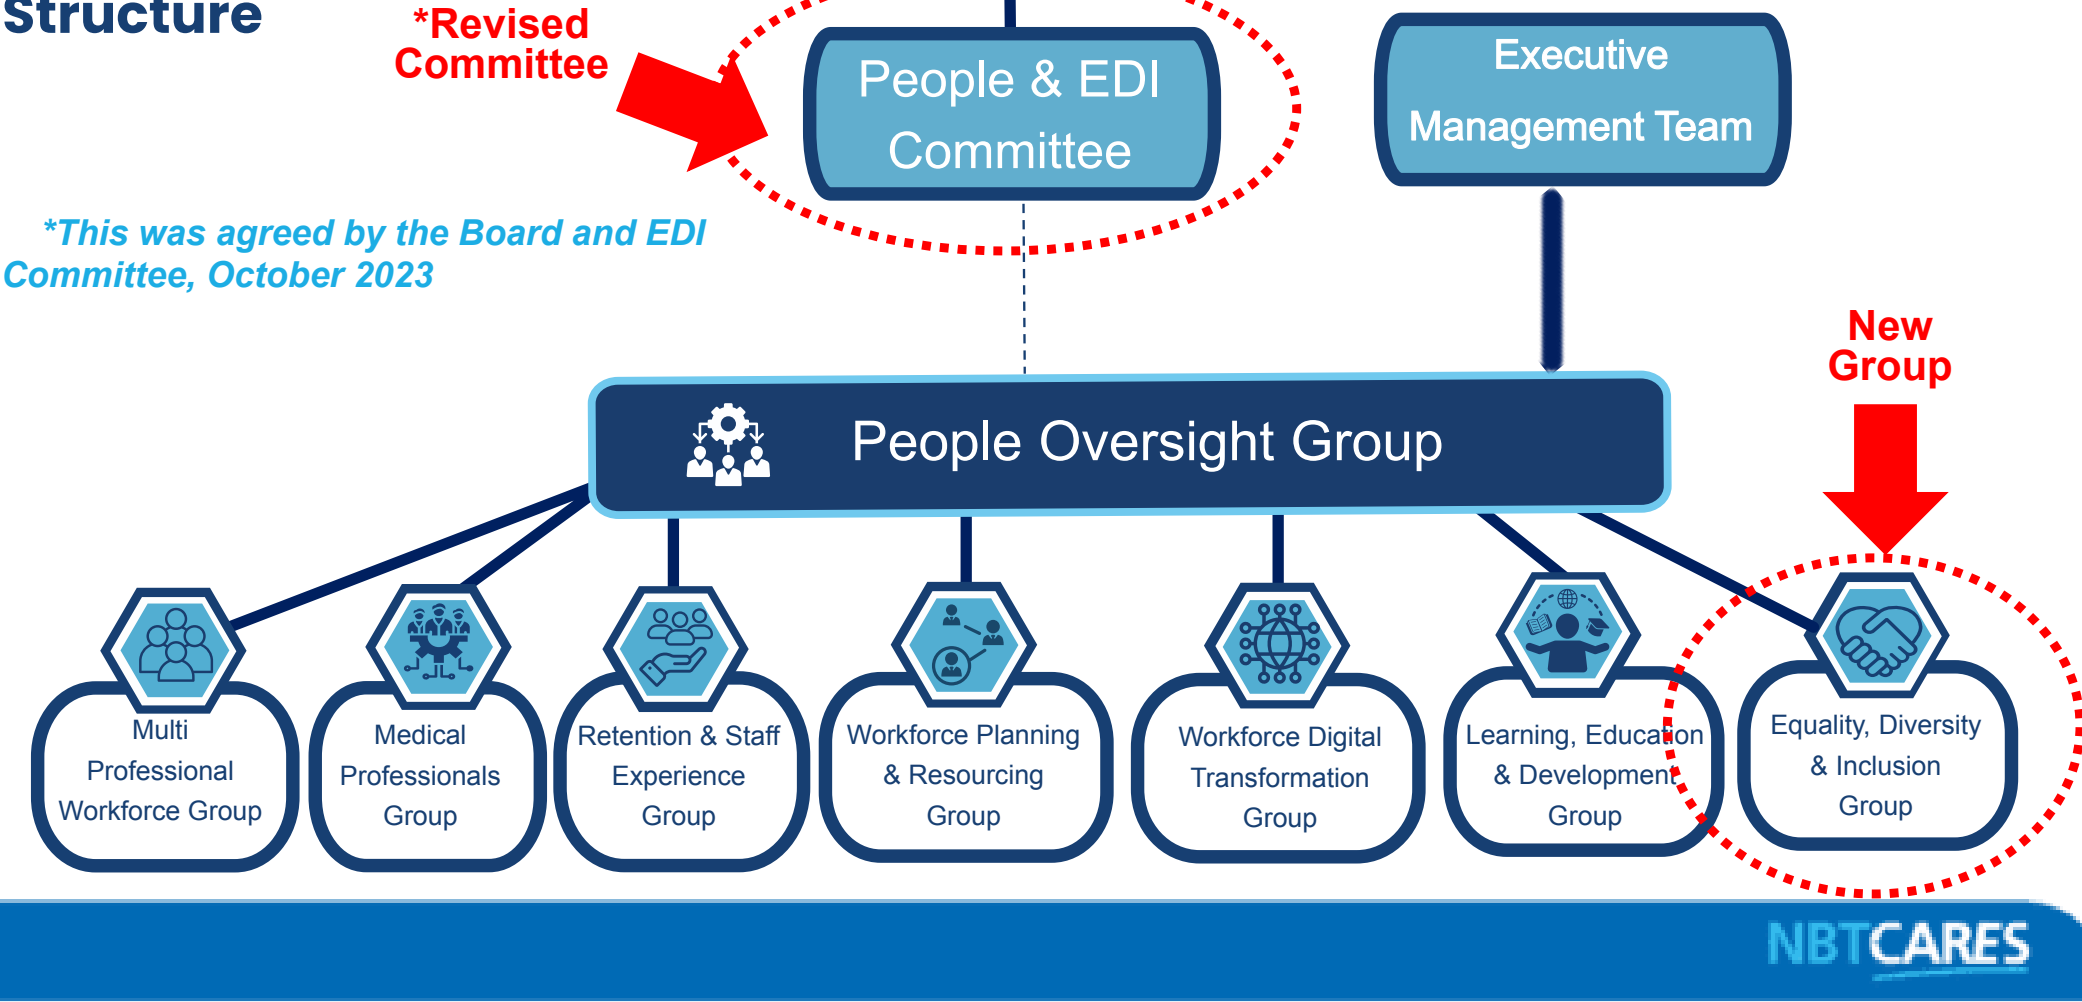 Structure
*Revised
Committee
People & EDI
Committee
Executive
Management Team
*This was agreed by the Board and EDI
Committee, October 2023
New
Group
People Oversight Group
Multi
Professional
Workforce Group
Medical
Professionals
Group
Retention & Staff
Experience
Group
Workforce Planning
& Resourcing
Group
Workforce Digital
Transformation
Group
Learning, Education
& Development
Group
Equality, Diversity
& Inclusion
Group
NBTCARES